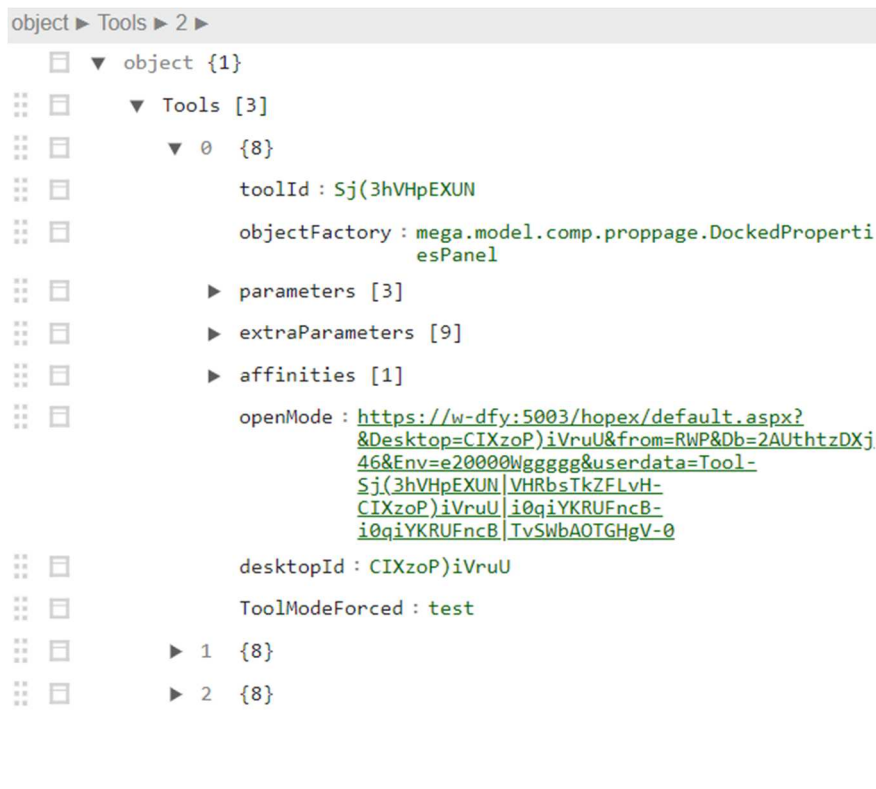 object ► Tools ► 2 ►
▼ object {1}
▼ Tools [3]
▼ 0 {8}
toolId : Sj(3hVHpEXUN
objectFactory : mega.model.comp.proppage.DockedProperti
esPanel
► parameters [3]
► extraParameters [9]
► affinities [1]
openMode : https://w-dfy:5003/hopex/default.aspx?
&Desktop=CIXzoP)iVruU&from=RWP&Db=2AUthtzDXj
46&Env=e20000Wggggg&userdata=Tool-
Sj(3hVHpEXUN|VHRbsTkZFLvH-
CIXzoP)iVruU|i0qiYKRUFncB-
i0qiYKRUFncB|TvSWbAOTGHgV-0
desktopId : CIXzoP)iVruU
ToolModeForced : test
► 1 {8}
► 2 {8}